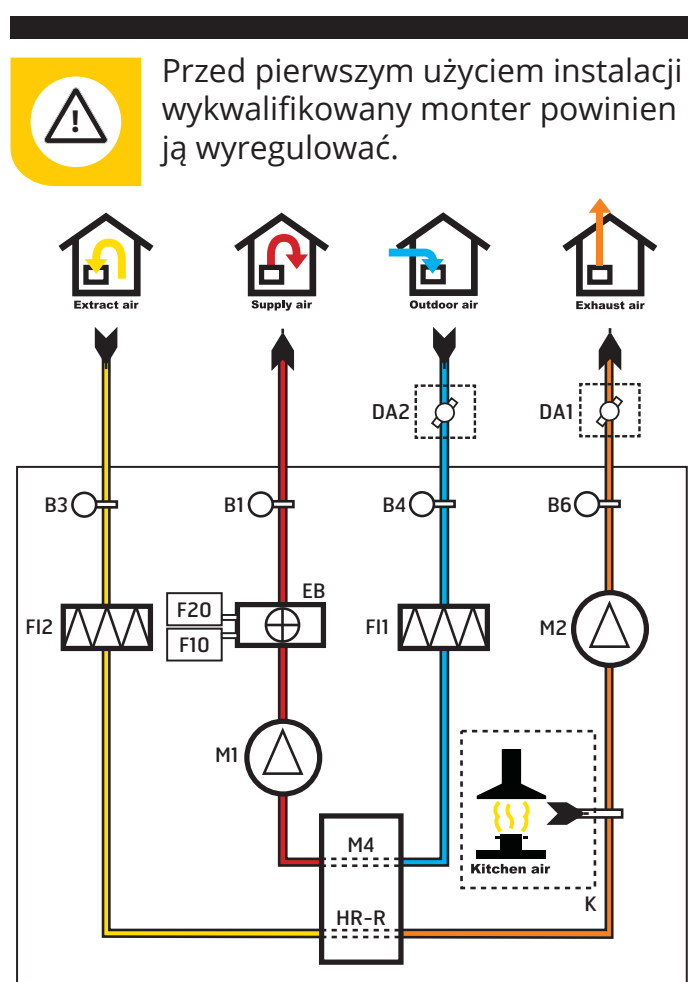 Przed pierwszym użyciem instalacji
wykwalifikowany monter powinien
ją wyregulować.
Extract air
Supply air
Outdoor air
Exhaust air
DA2
DA1
B3
B1
B4
B6
EB
F20
F10
FI2
FI1
M2
M1
M4
Kitchen air
K
HR-R